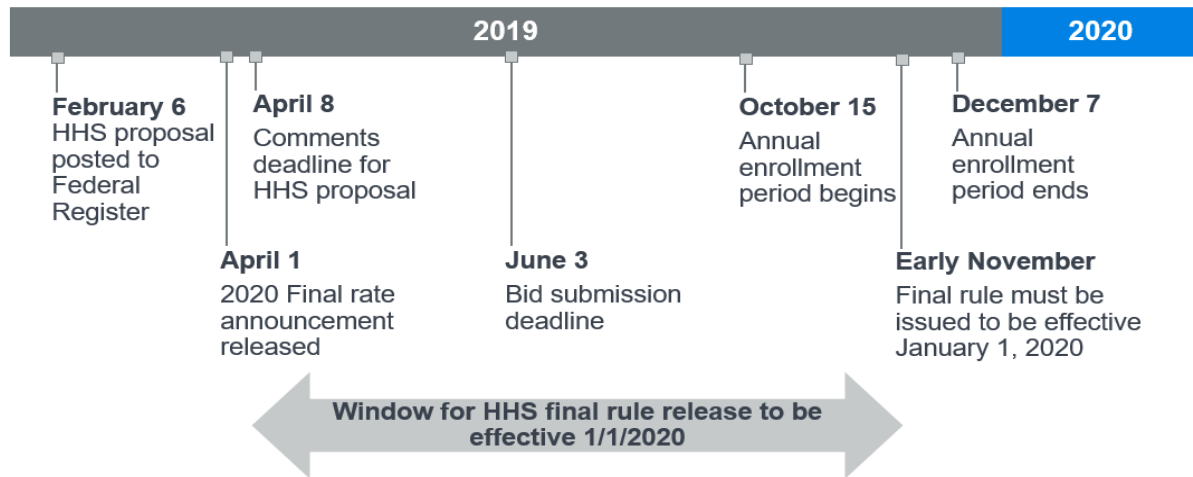 2019
2020
February 6
HHS proposal
posted to
Federal
Register
April 8
Comments
deadline for
HHS proposal
October 15
Annual
enrollment
period begins
December 7
Annual
enrollment
period ends
April 1
2020 Final rate
announcement
released
June 3
Bid submission
deadline
Early November
Final rule must be
issued to be effective
January 1, 2020
Window for HHS final rule release to be
effective 1/1/2020